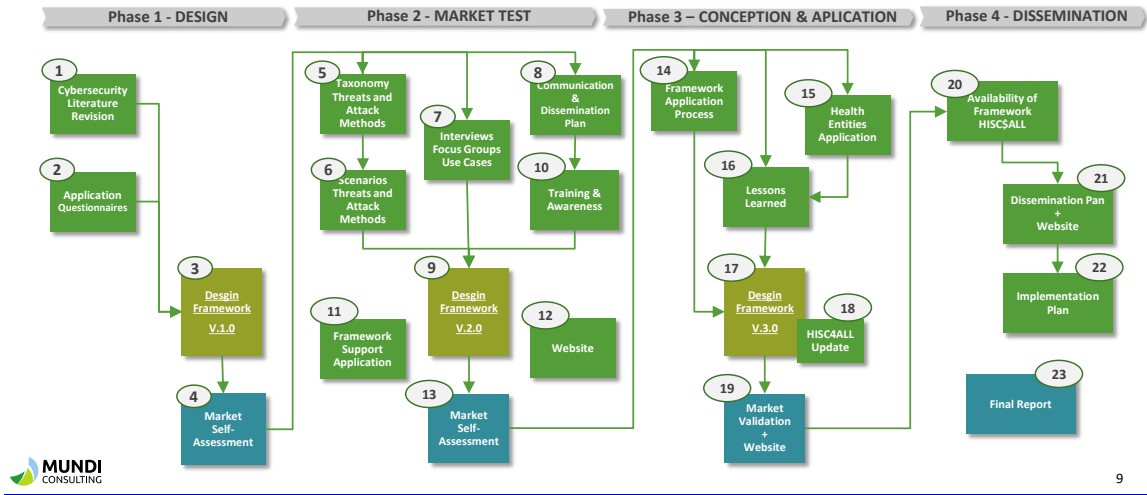 Phase 1 - DESIGN
Phase 2 - MARKET TEST
Phase 3 – CONCEPTION & APLICATION
Phase 4 - DISSEMINATION
1
Cybersecurity
Literature
Revision
2
Application
Questionnaires
3
Desgin
Framework
V.1.0
4
Market
Self-
Assessment
5
Taxonomy
Threats and
Attack
Methods
6
Scenarios
Threats and
Attack
Methods
7
Interviews
Focus Groups
Use Cases
8
Communication
&
Dissemination
Plan
10
Training &
Awareness
9
Desgin
Framework
V.2.0
11
Framework
Support
Application
12
Website
13
Market
Self-
Assessment
14
Framework
Application
Process
15
Health
Entities
Application
16
Lessons
Learned
17
Desgin
Framework
V.3.0
18
HISC4ALL
Update
19
Market
Validation
+
Website
20
Availability of
Framework
HISC$ALL
21
Dissemination Pan
+
Website
22
Implementation
Plan
23
Final Report
MUNDI
CONSULTING
9